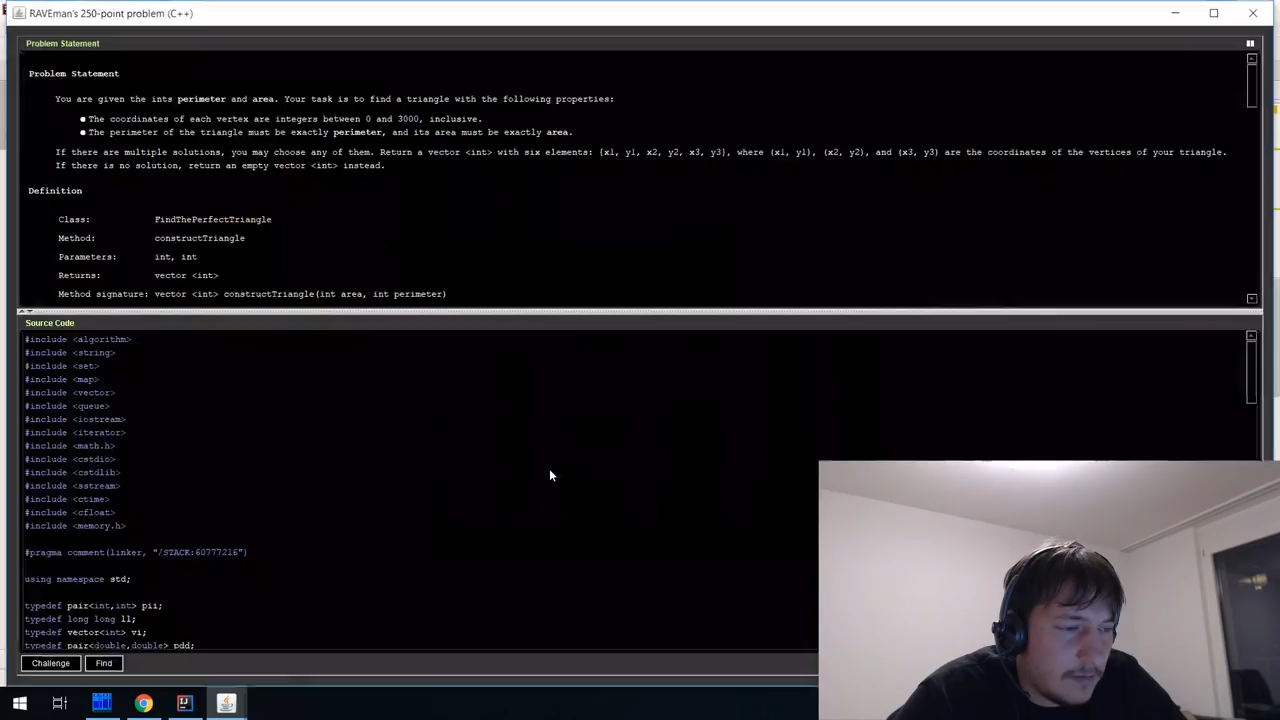 RAVEman's 250-point problem (C++)
Problem Statement
Problem Statement
You are given the ints perimeter and area. Your task is to find a triangle with the following properties:
● The coordinates of each vertex are integers between 0 and 3000, inclusive.
● The perimeter of the triangle must be exactly perimeter, and its area must be exactly area.
If there are multiple solutions, you may choose any of them. Return a vector <int> with six elements: {x1, y1, x2, y2, x3, y3}, where (x1, y1), (x2, y2), and (x3, y3) are the coordinates of the vertices of your triangle.
If there is no solution, return an empty vector <int> instead.
Definition
Class: FindThePerfectTriangle
Method: constructTriangle
Parameters: int, int
Returns: vector <int>
Method signature: vector <int> constructTriangle(int area, int perimeter)
Source Code
#include <algorithm>
#include <string>
#include <set>
#include <map>
#include <vector>
#include <queue>
#include <iostream>
#include <iterator>
#include <math.h>
#include <cstdio>
#include <cstdlib>
#include <sstream>
#include <ctime>
#include <cfloat>
#include <memory.h>
#pragma comment(linker, "/STACK:60777216")
using namespace std;
typedef pair<int,int> pii;
typedef long long ll;
typedef vector<int> vi;
typedef pair<double,double> pdd;
Challenge Find